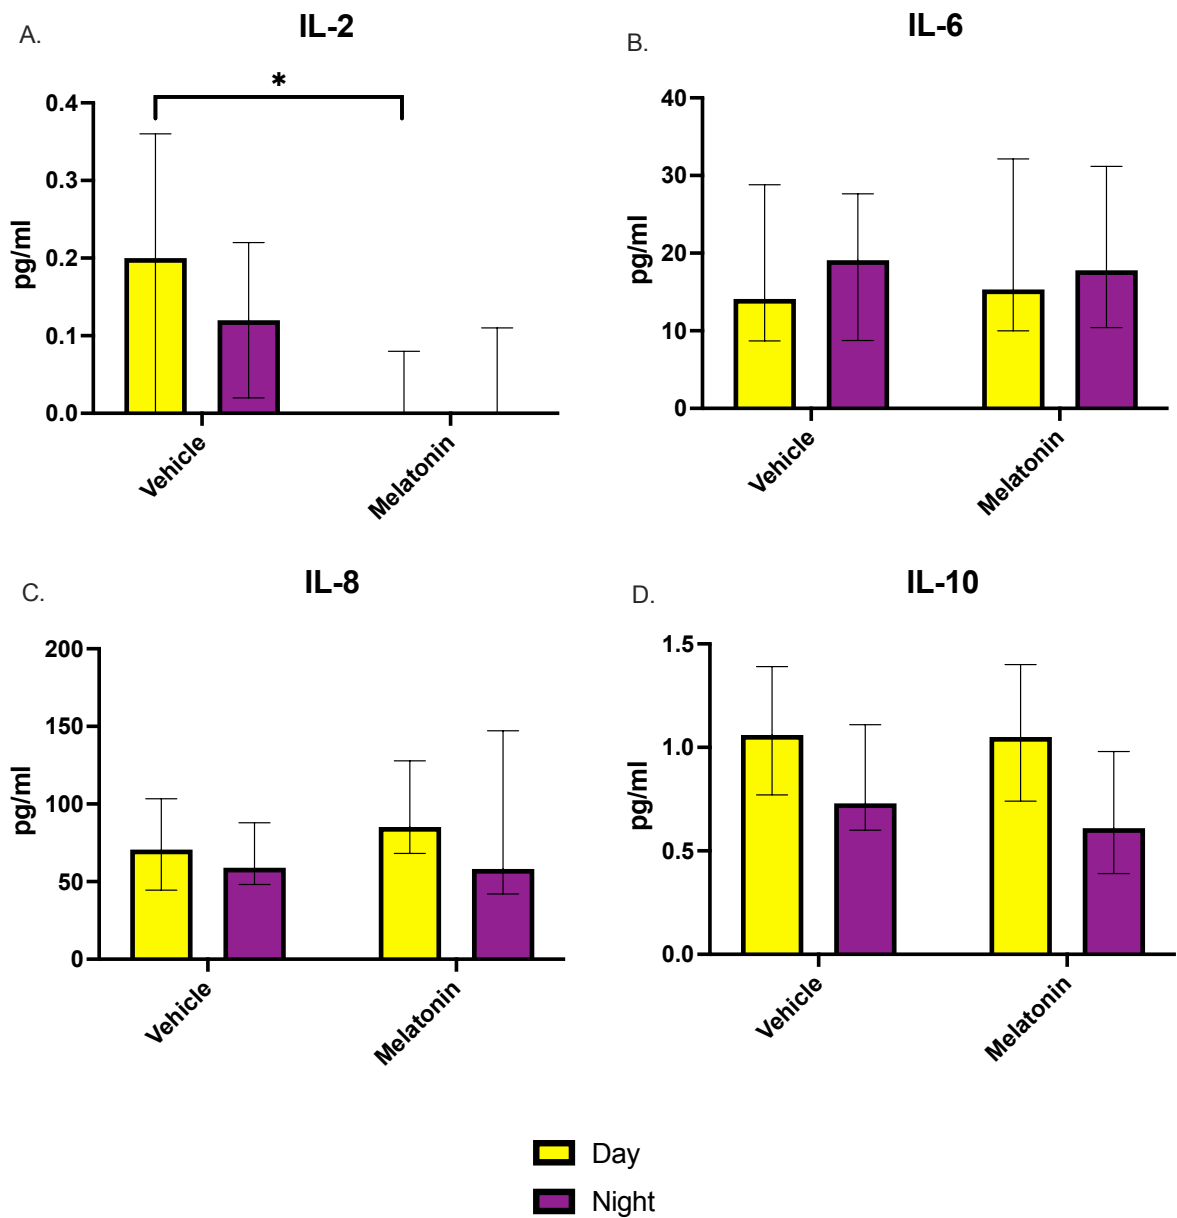 A.
IL-2
*
0.4
0.3
0.2
0.1
0.0
pg/ml
Vehicle
Melatonin
B.
IL-6
40
30
20
10
0
pg/ml
Vehicle
Melatonin
C.
IL-8
200
150
100
50
0
pg/ml
Vehicle
Melatonin
D.
IL-10
1.5
1.0
0.5
0.0
pg/ml
Vehicle
Melatonin
Day
Night